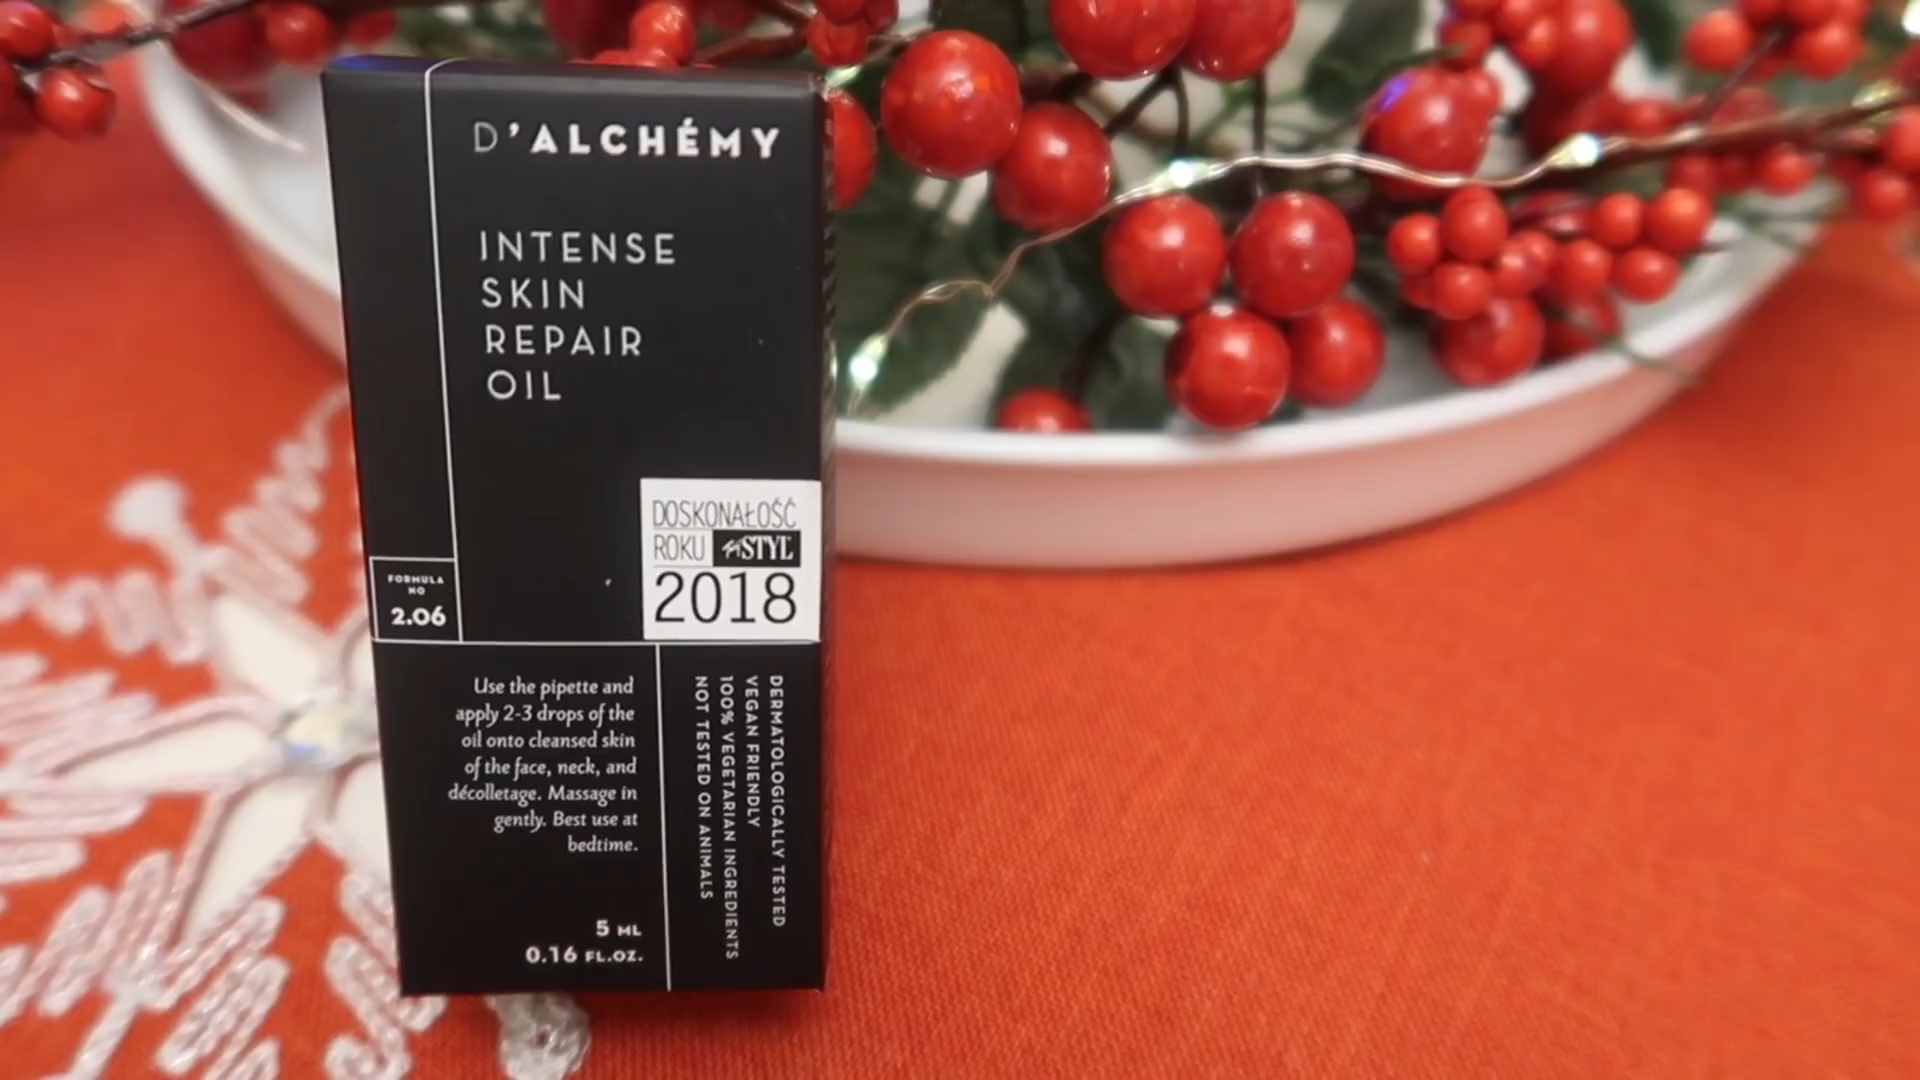 D'ALCHÉMY
INTENSE
SKIN
REPAIR
OIL
DOSKONAŁOŚĆ
ROKU Twój STYL
2018
FORMULA
NO
2.06
Use the pipette and
apply 2-3 drops of the
oil onto cleansed skin
of the face, neck, and
décolletage. Massage in
gently. Best use at
bedtime.
5 ML
0.16 FL.OZ.
DERMATOLOGICALLY TESTED
VEGAN FRIENDLY
100% VEGETARIAN INGREDIENTS
NOT TESTED ON ANIMALS